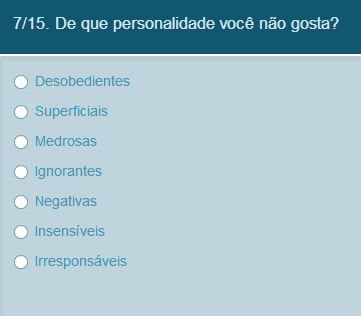 7/15. De que personalidade você não gosta?
Desobedientes
Superficiais
Medrosas
Ignorantes
Negativas
Insensíveis
Irresponsáveis